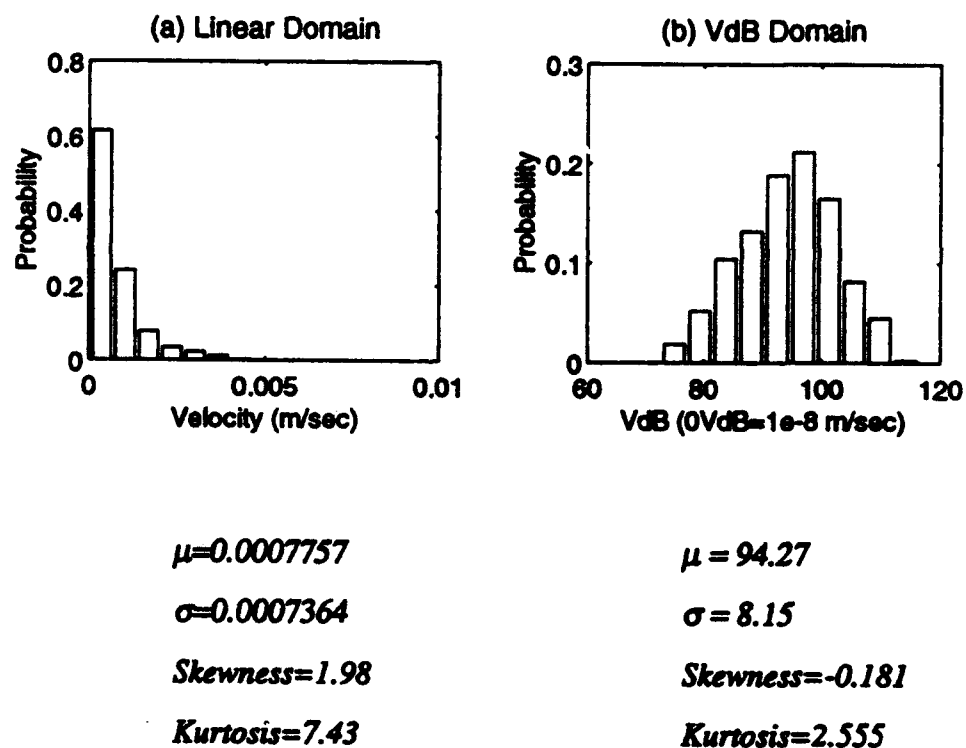 (a) Linear Domain
0.8
0.6
0.4
0.2
0
Probability
0
0.005
0.01
Velocity (m/sec)
(b) VdB Domain
0.3
0.2
0.1
0
Probability
60
80
100
120
VdB (0VdB=1e-8 m/sec)
μ=0.0007757
σ=0.0007364
Skewness=1.98
Kurtosis=7.43
μ = 94.27
σ = 8.15
Skewness=-0.181
Kurtosis=2.555